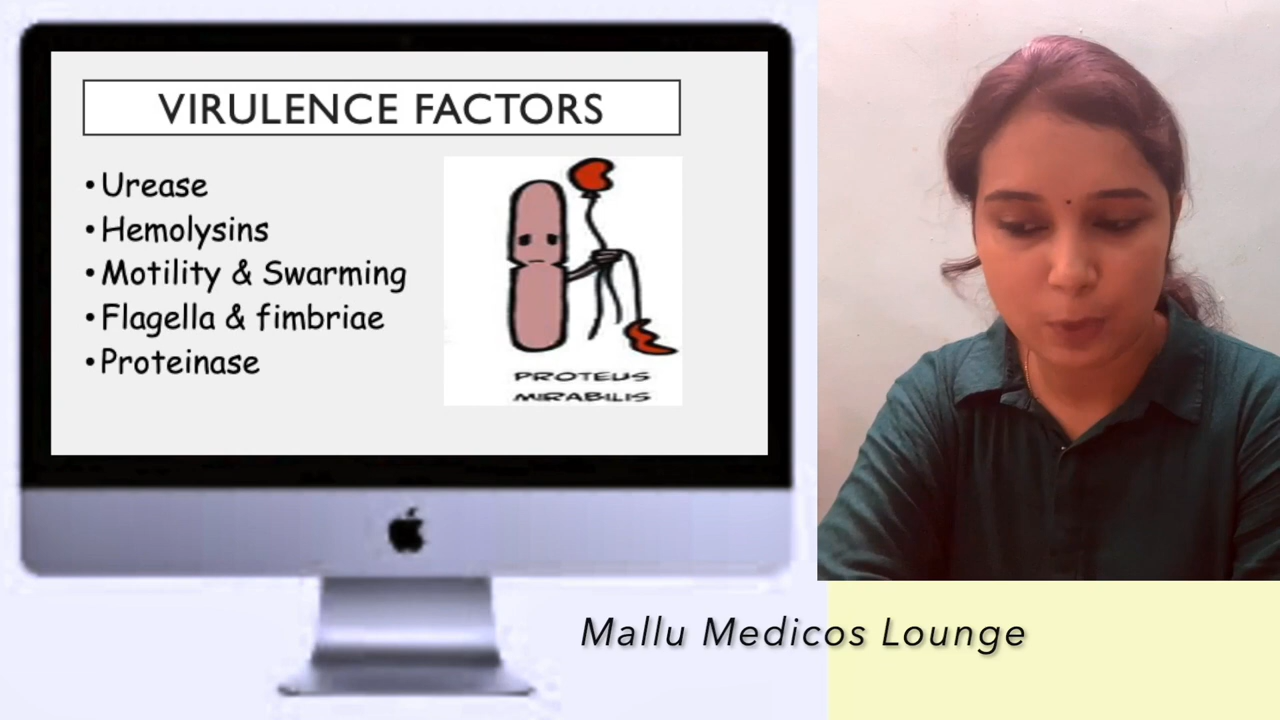 VIRULENCE FACTORS
• Urease
• Hemolysins
• Motility & Swarming
• Flagella & fimbriae
• Proteinase
PROTEUS
MIRABILIS
Mallu Medicos Lounge